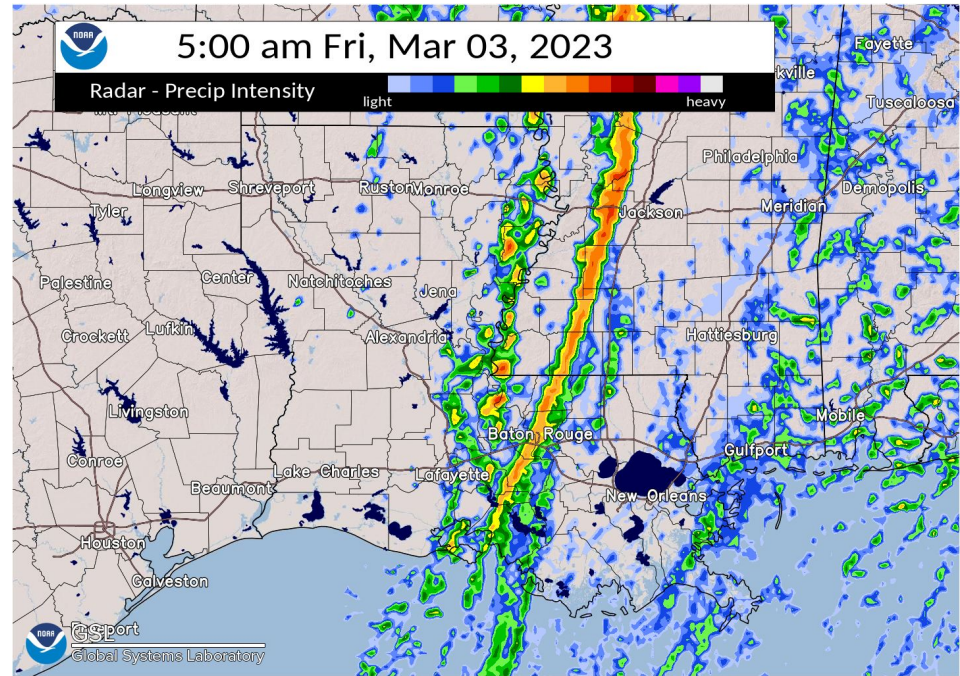 NOAA
5:00 am Fri, Mar 03, 2023
Radar - Precip Intensity
light
heavy
Fayette
Tuscaloosa
Philadelphia
Longview
Shreveport
Ruston
Monroe
Demopolis
Tyler
Jackson
Meridian
Palestine
Center
Natchitoches
Jena
Crockett
Lufkin
Alexandria
Hattiesburg
Livingston
Mobile
Baton Rouge
Gulfport
Conroe
Lake Charles
Lafayette
Beaumont
New Orleans
Houston
Galveston
NOAA
GSL
Global Systems Laboratory